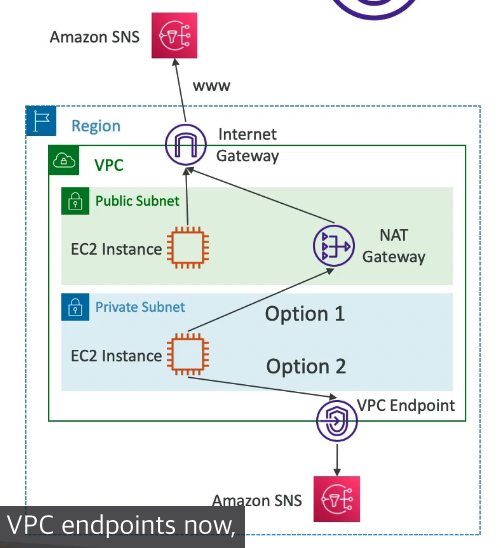 Amazon SNS
www
Region
Internet
Gateway
VPC
Public Subnet
EC2 Instance
NAT
Gateway
Private Subnet
Option 1
EC2 Instance
Option 2
VPC Endpoint
Amazon SNS
VPC endpoints now,